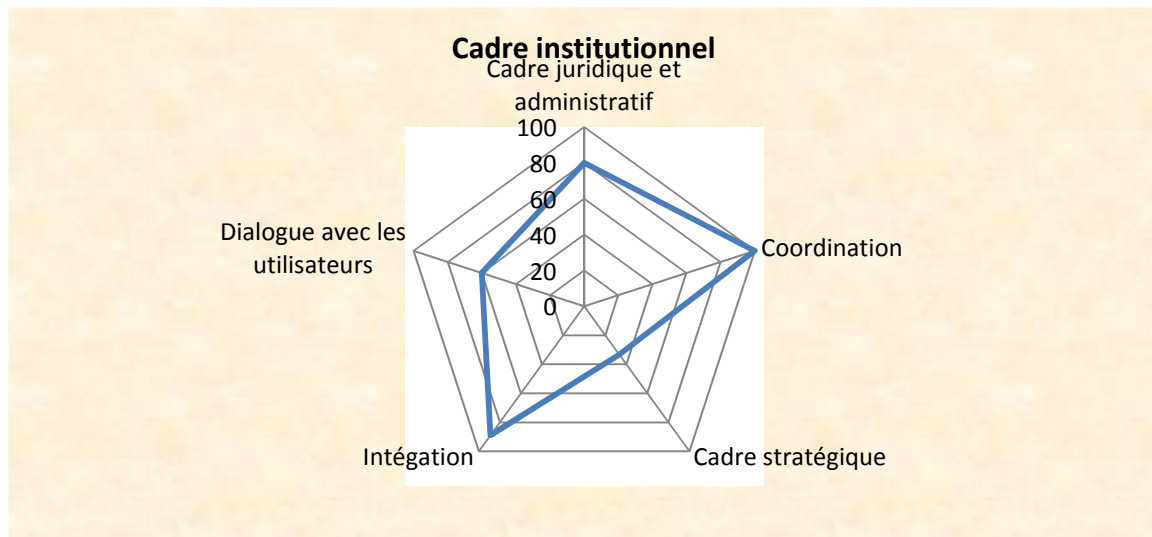 Cadre institutionnel
Cadre juridique et
administratif
100
80
60
40
20
0
Dialogue avec les
utilisateurs
Coordination
Intégation
Cadre stratégique